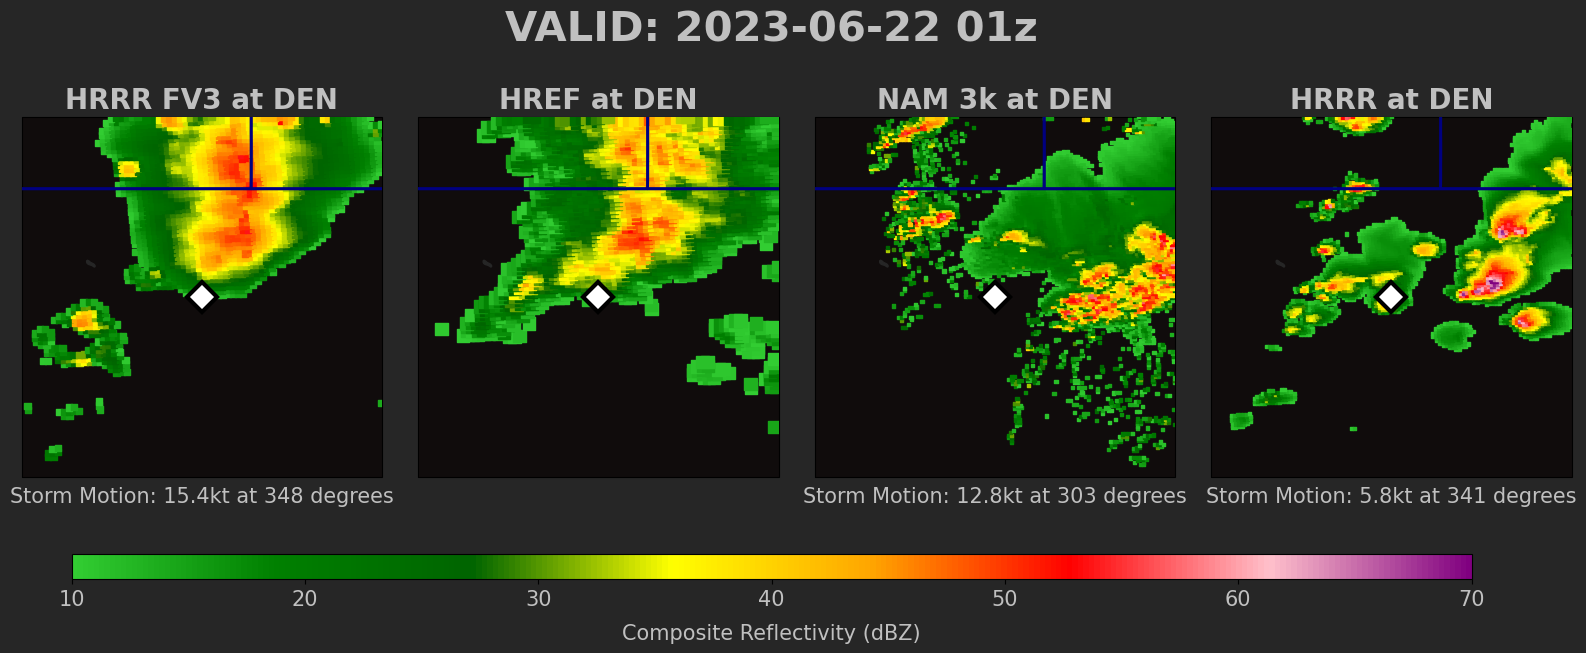 VALID: 2023-06-22 01z
HRRR FV3 at DEN
HREF at DEN
NAM 3k at DEN
HRRR at DEN
Storm Motion: 15.4kt at 348 degrees
Storm Motion: 12.8kt at 303 degrees
Storm Motion: 5.8kt at 341 degrees
10 20 30 40 50 60 70
Composite Reflectivity (dBZ)